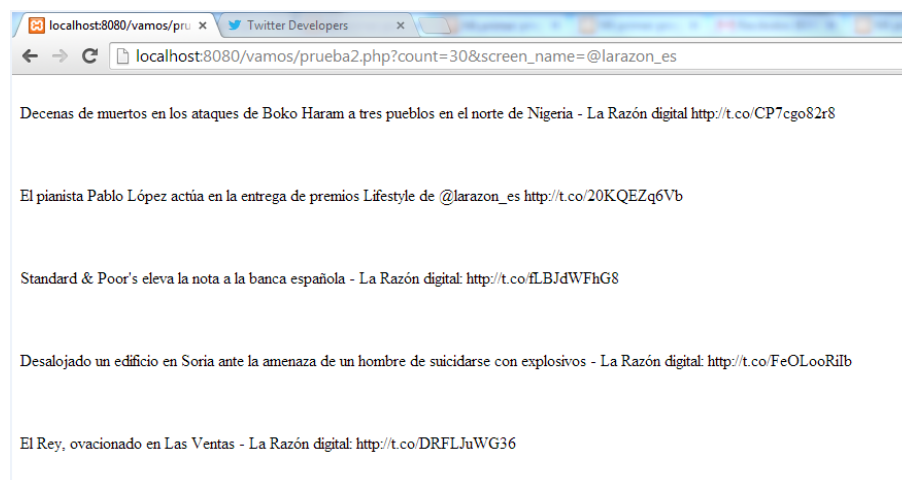 localhost:8080/vamos/pru
Twitter Developers
localhost:8080/vamos/prueba2.php?count=30&screen_name=@larazon_es
Decenas de muertos en los ataques de Boko Haram a tres pueblos en el norte de Nigeria - La Razón digital http://t.co/CP7cgo82r8
El pianista Pablo López actúa en la entrega de premios Lifestyle de @larazon_es http://t.co/20KQEZq6Vb
Standard & Poor's eleva la nota a la banca española - La Razón digital: http://t.co/fLBJdWFhG8
Desalojado un edificio en Soria ante la amenaza de un hombre de suicidarse con explosivos - La Razón digital: http://t.co/FeOLooRiIb
El Rey, ovacionado en Las Ventas - La Razón digital: http://t.co/DRFLJuWG36